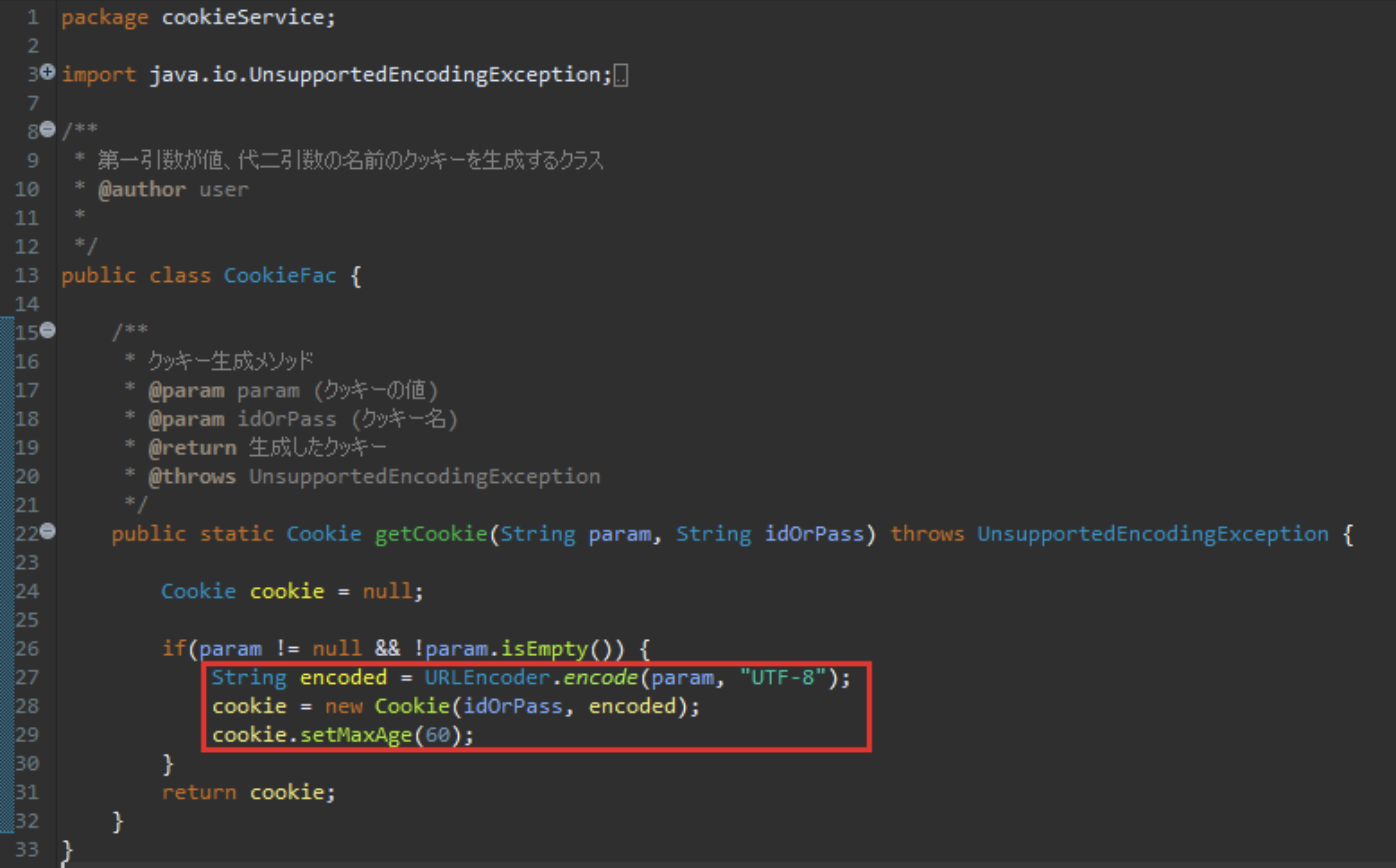 1 package cookieService;
2
3 import java.io.UnsupportedEncodingException;
7
8 /**
9 * 第一引数が値、代二引数の名前のクッキーを生成するクラス
10 * @author user
11 *
12 */
13 public class CookieFac {
14
15 /**
16 * クッキー生成メソッド
17 * @param param (クッキーの値)
18 * @param idOrPass (クッキー名)
19 * @return 生成したクッキー
20 * @throws UnsupportedEncodingException
21 */
22 public static Cookie getCookie(String param, String idOrPass) throws UnsupportedEncodingException {
23
24 Cookie cookie = null;
25
26 if(param != null && !param.isEmpty()) {
27 String encoded = URLEncoder.encode(param, "UTF-8");
28 cookie = new Cookie(idOrPass, encoded);
29 cookie.setMaxAge(60);
30 }
31 return cookie;
32 }
33 }